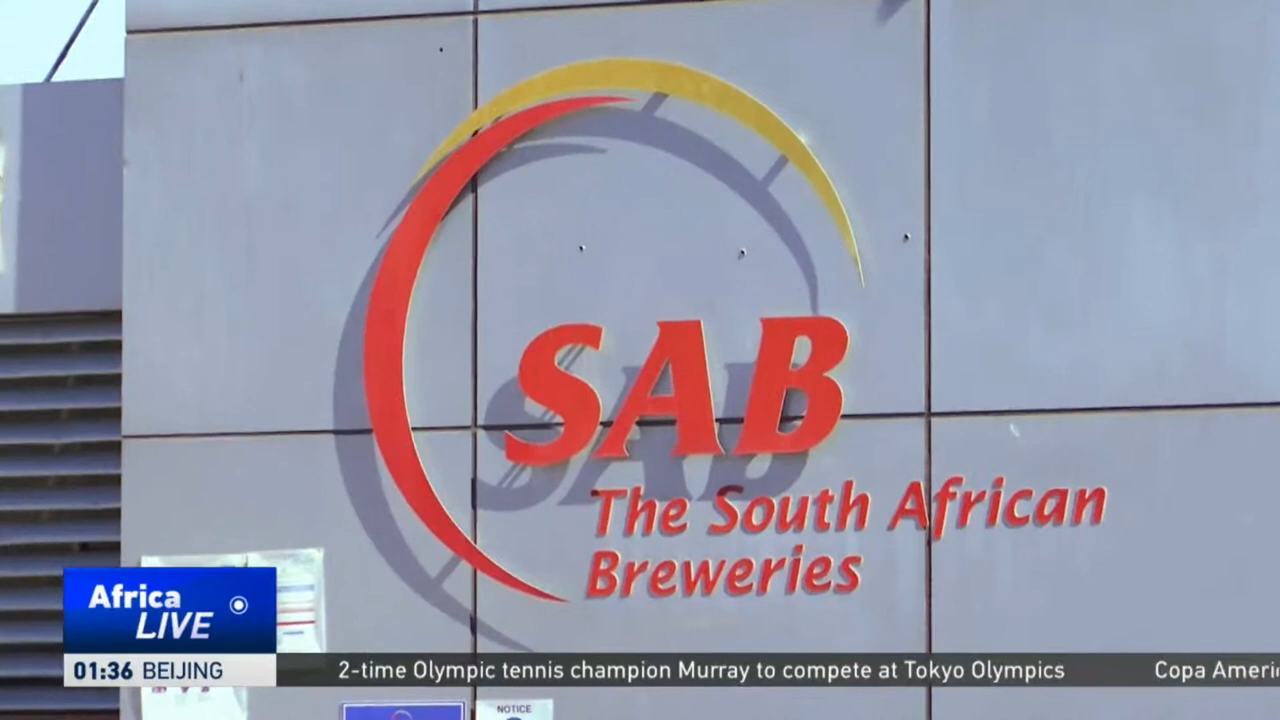 SAB
The South African
Breweries
Africa
LIVE
01:36 BEIJING
2-time Olympic tennis champion Murray to compete at Tokyo Olympics
Copa Ameri
NOTICE